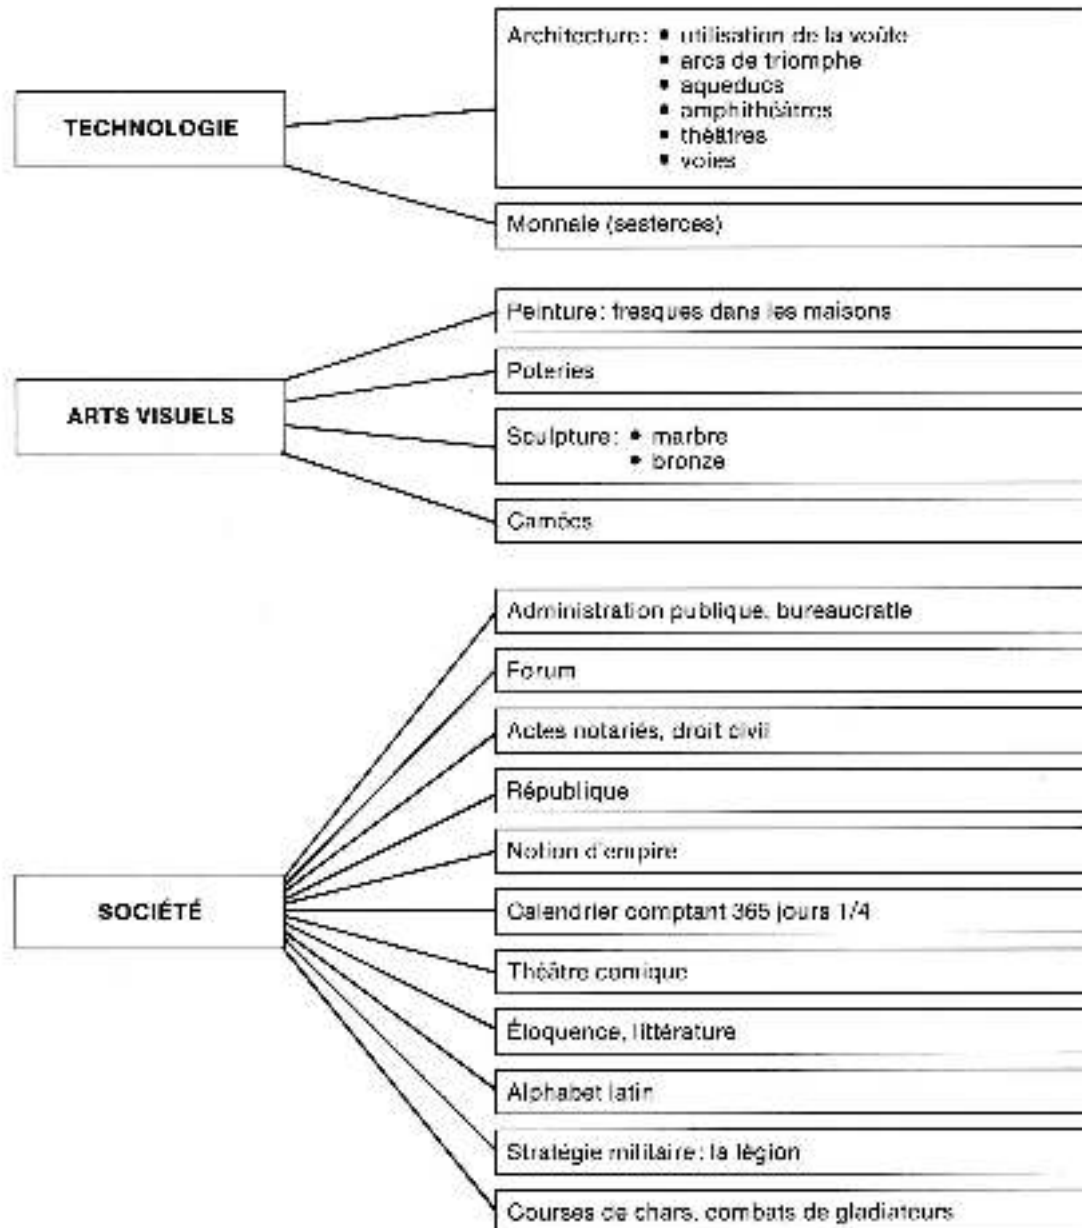 TECHNOLOGIE
Architecture: • utilisation de la voûte
• arcs de triomphe
• aqueducs
• amphithéâtres
• théâtres
• voies
Monnaie (sesterces)
ARTS VISUELS
Peinture: fresques dans les maisons
Poteries
Sculpture: • marbre
• bronze
Camées
SOCIÉTÉ
Administration publique, bureaucratie
Forum
Actes notariés, droit civil
République
Notion d'empire
Calendrier comptant 365 jours 1/4
Théâtre comique
Éloquence, littérature
Alphabet latin
Stratégie militaire: la légion
Courses de chars, combats de gladiateurs